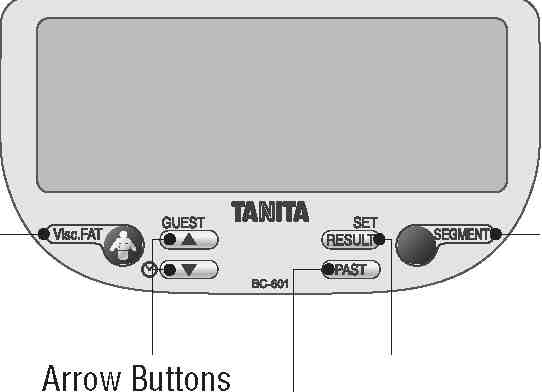 TANITA
GUEST
SET
Visc.FAT
RESULT
SEGMENT
PAST
BC-601
Arrow Buttons